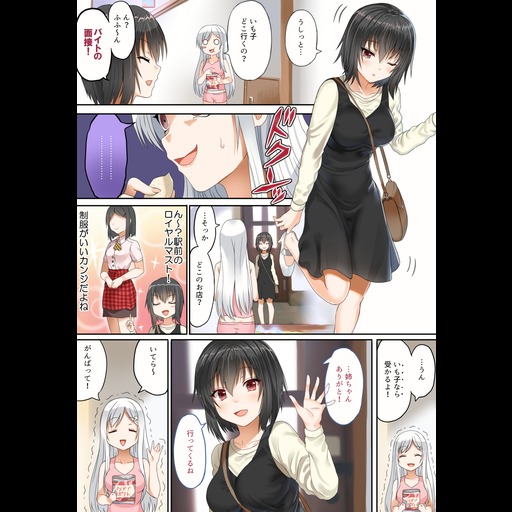 うしっと…
いも子
どこ行くの？
ん？
ふふ〜ん
バイトの
面接！
ドクーッ
…………………
…そっか
どこのお店？
ん〜？駅前の
ロイヤルマスト！
制服がいいカンジだよね
…うん
いも子なら
受かるよ！
…姉ちゃん
ありがと！
行ってくるね
いてら〜
がんばって！